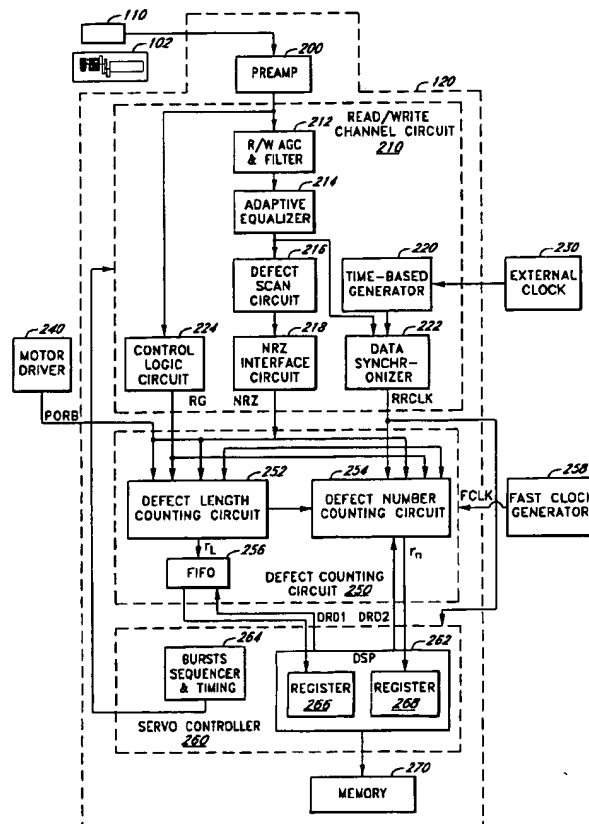 110
102
200
PREAMP
120
212
READ/WRITE
CHANNEL CIRCUIT
210
R/W AGC
& FILTER
214
ADAPTIVE
EQUALIZER
216
DEFECT
SCAN
CIRCUIT
220
TIME-BASED
GENERATOR
230
EXTERNAL
CLOCK
240
MOTOR
DRIVER
224
CONTROL
LOGIC
CIRCUIT
218
NRZ
INTERFACE
CIRCUIT
222
DATA
SYNCHR-
ONIZER
PORB
RG
NRZ
RRCLK
252
DEFECT LENGTH
COUNTING CIRCUIT
254
DEFECT NUMBER
COUNTING CIRCUIT
FCLK
258
FAST CLOCK
GENERATOR
rL
256
FIFO
rn
DEFECT COUNTING
CIRCUIT 250
DRD1
DRD2
264
BURSTS
SEQUENCER
& TIMING
262
DSP
REGISTER
266
REGISTER
268
SERVO CONTROLLER
260
270
MEMORY